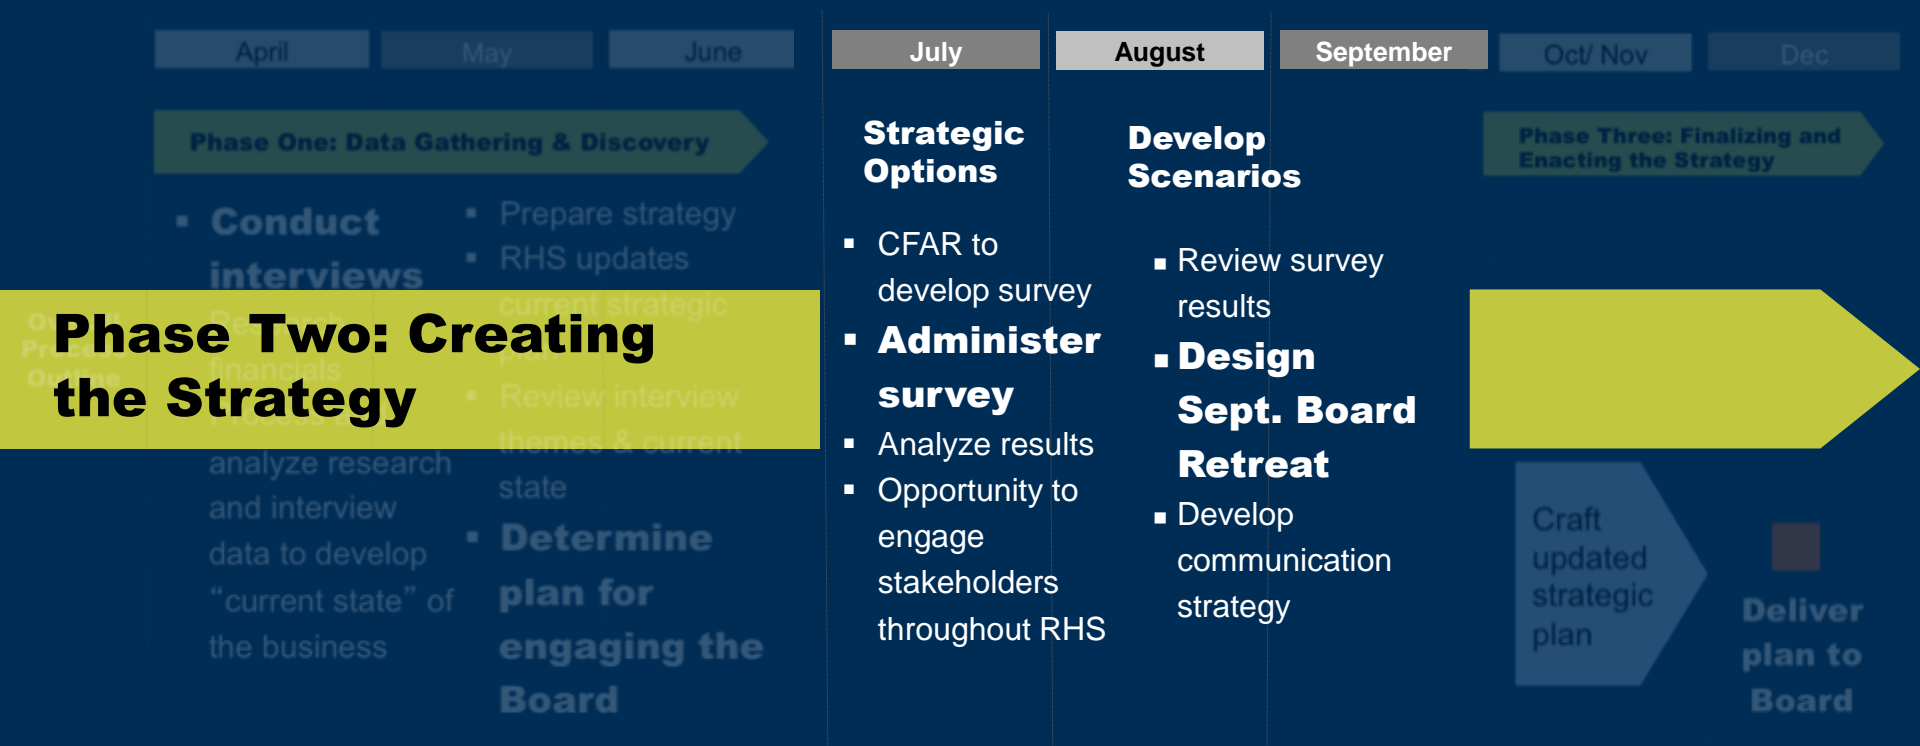 April
May
June
July
August
September
Oct/ Nov
Dec
Phase One: Data Gathering & Discovery
▪ Conduct
interviews
financials
analyze research
and interview
data to develop
“current state” of
the business
▪ Prepare strategy
▪ RHS updates
current strategic
plan
▪ Review interview
themes & current
state
▪ Determine
plan for
engaging the
Board
Phase Two: Creating
the Strategy
Strategic
Options
▪ CFAR to
develop survey
▪ Administer
survey
▪ Analyze results
▪ Opportunity to
engage
stakeholders
throughout RHS
Develop
Scenarios
▪ Review survey
results
▪ Design
Sept. Board
Retreat
▪ Develop
communication
strategy
Phase Three: Finalizing and
Enacting the Strategy
Craft
updated
strategic
plan
Deliver
plan to
Board